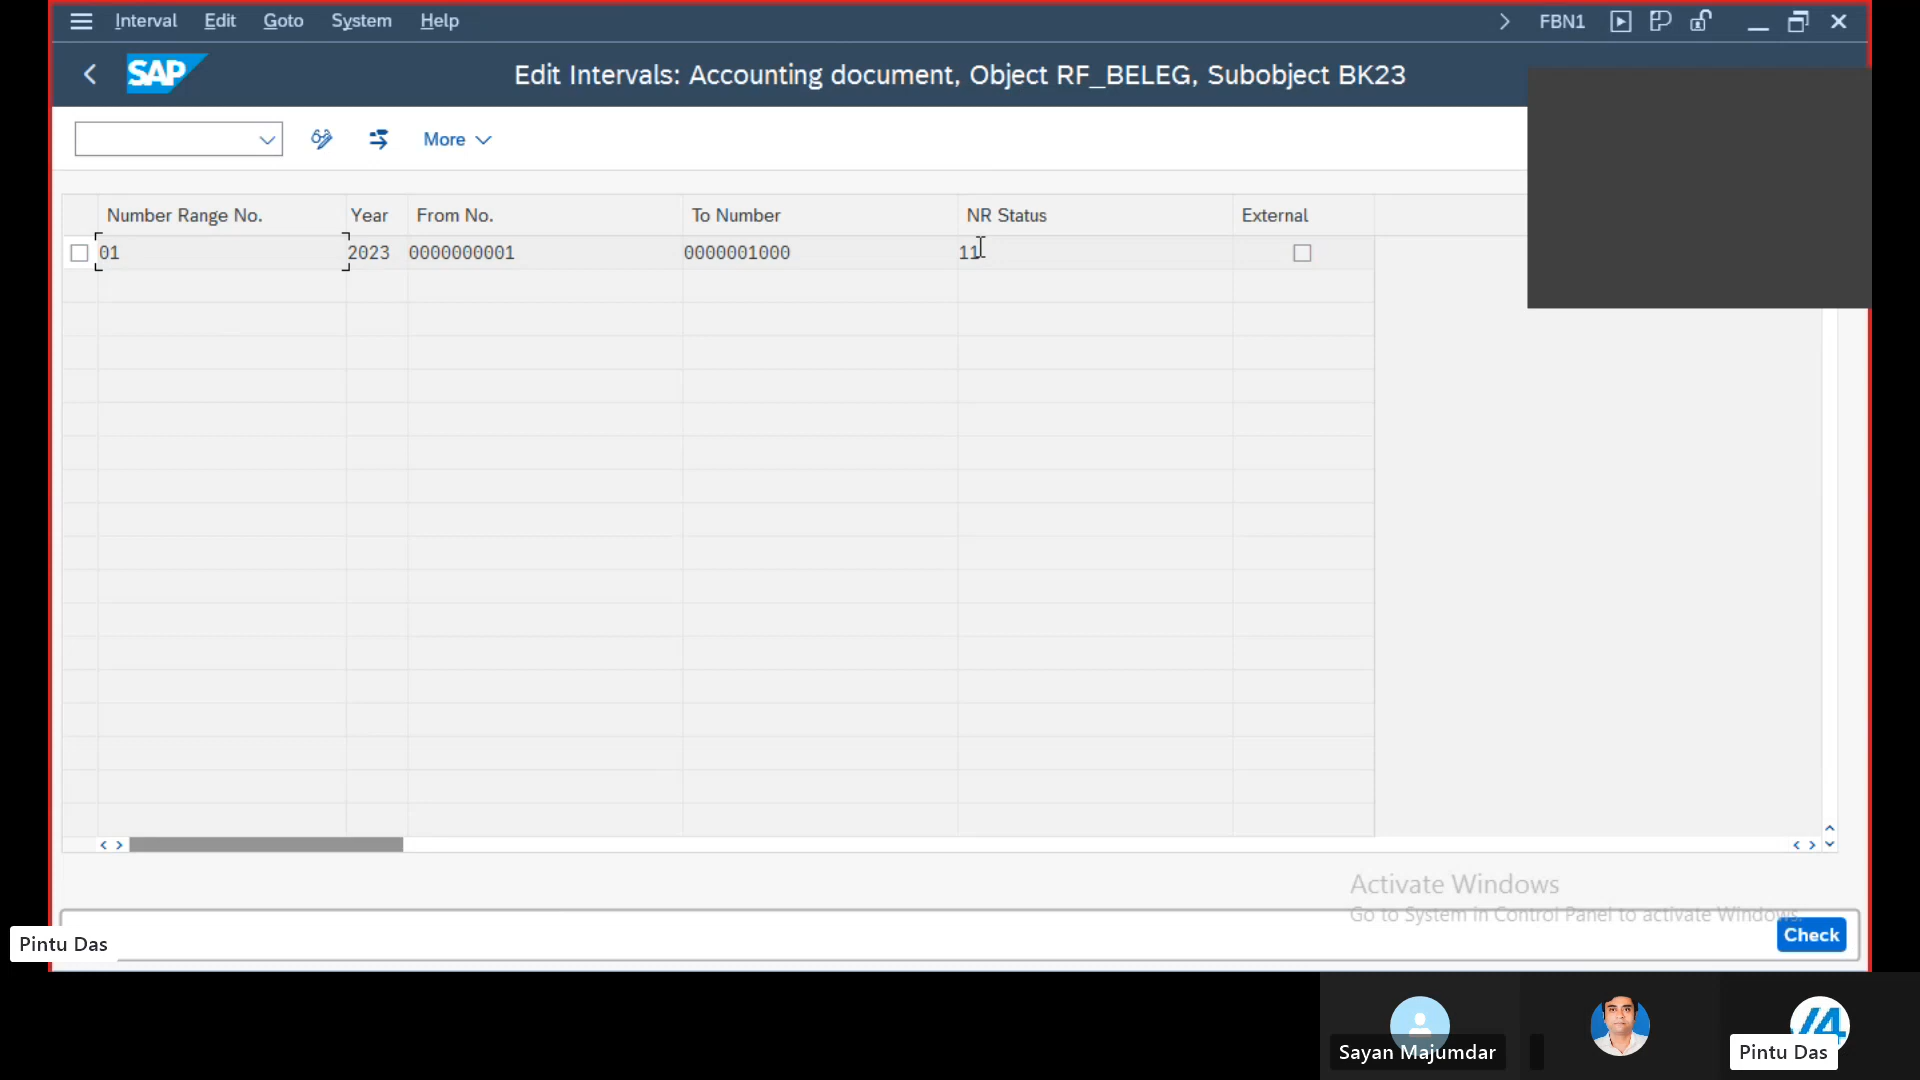 Interval Edit Goto System Help FBN1
SAP Edit Intervals: Accounting document, Object RF_BELEG, Subobject BK23
More
Number Range No. Year From No. To Number NR Status External
01 2023 0000000001 0000001000 11
Activate Windows
Go to System in Control Panel to activate Windows.
Check
Pintu Das
Sayan Majumdar
Pintu Das